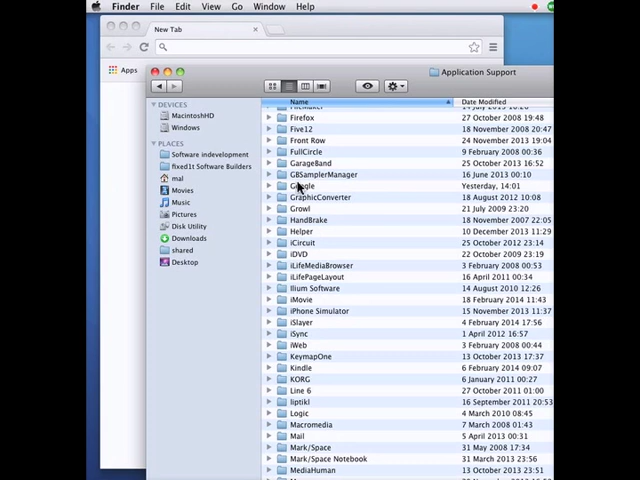 Finder File Edit View Go Window Help
New Tab
Apps
Application Support
Name Date Modified
DEVICES
MacintoshHD
Windows
PLACES
Software indevelopment
fixed1t Software Builders
mal
Movies
Music
Pictures
Disk Utility
Downloads
shared
Desktop
Firefox 27 October 2008 19:48
Five12 18 November 2008 20:47
Front Row 24 November 2013 19:
FullCircle 9 February 2008 00:36
GarageBand 25 October 2013 16:52
GBSamplerManager 16 June 2013 00:10
Google Yesterday, 14:01
GraphicConverter 18 August 2012 10:08
Growl 21 July 2009 23:20
HandBrake 18 November 2007 22:05
Helper 10 December 2013 11:29
iCircuit 25 October 2012 23:14
iDVD 22 October 2009 23:19
iLifeMediaBrowser 3 February 2008 00:53
iLifePageLayout 16 April 2011 00:34
Ilium Software 14 August 2010 12:26
iMovie 18 February 2014 11:43
iPhone Simulator 15 November 2013 11:37
iSlayer 4 February 2014 17:56
iSync 1 April 2012 16:57
iWeb 3 February 2008 00:44
KeymapOne 13 October 2013 17:37
Kindle 6 February 2014 09:07
KORG 6 January 2011 00:27
Line 6 27 October 2011 01:00
liptikl 16 September 2011 20:53
Logic 4 March 2010 08:45
Macromedia 7 March 2008 01:43
Mail 5 April 2013 00:31
Mark/Space 31 May 2008 17:34
Mark/Space Notebook 31 March 2013 23:56
MediaHuman 13 October 2013 23:51